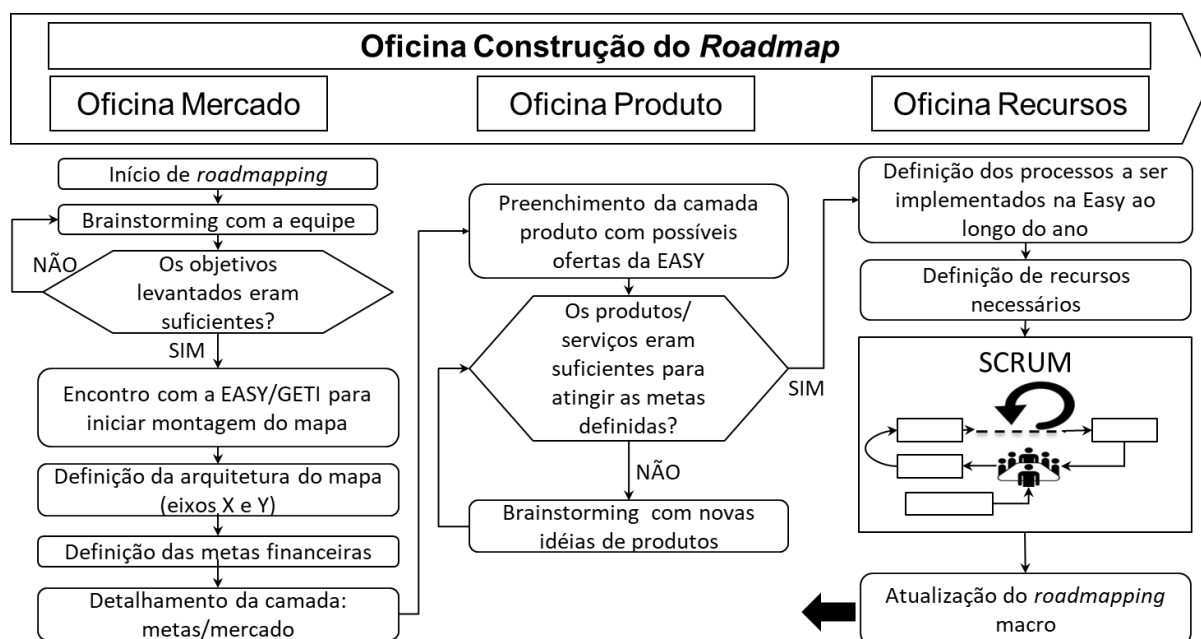 Oficina Construção do Roadmap
Oficina Mercado
Oficina Produto
Oficina Recursos
Início de roadmapping
Brainstorming com a equipe
NÃO
Os objetivos
levantados eram
suficientes?
SIM
Encontro com a EASY/GETI para
iniciar montagem do mapa
Definição da arquitetura do mapa
(eixos X e Y)
Definição das metas financeiras
Detalhamento da camada:
metas/mercado
Preenchimento da camada
produto com possíveis
ofertas da EASY
Os produtos/
serviços eram
suficientes para
atingir as metas
definidas?
SIM
NÃO
Brainstorming com novas
idéias de produtos
Definição dos processos a ser
implementados na Easy ao
longo do ano
Definição de recursos
necessários
SCRUM
Atualização do roadmapping
macro